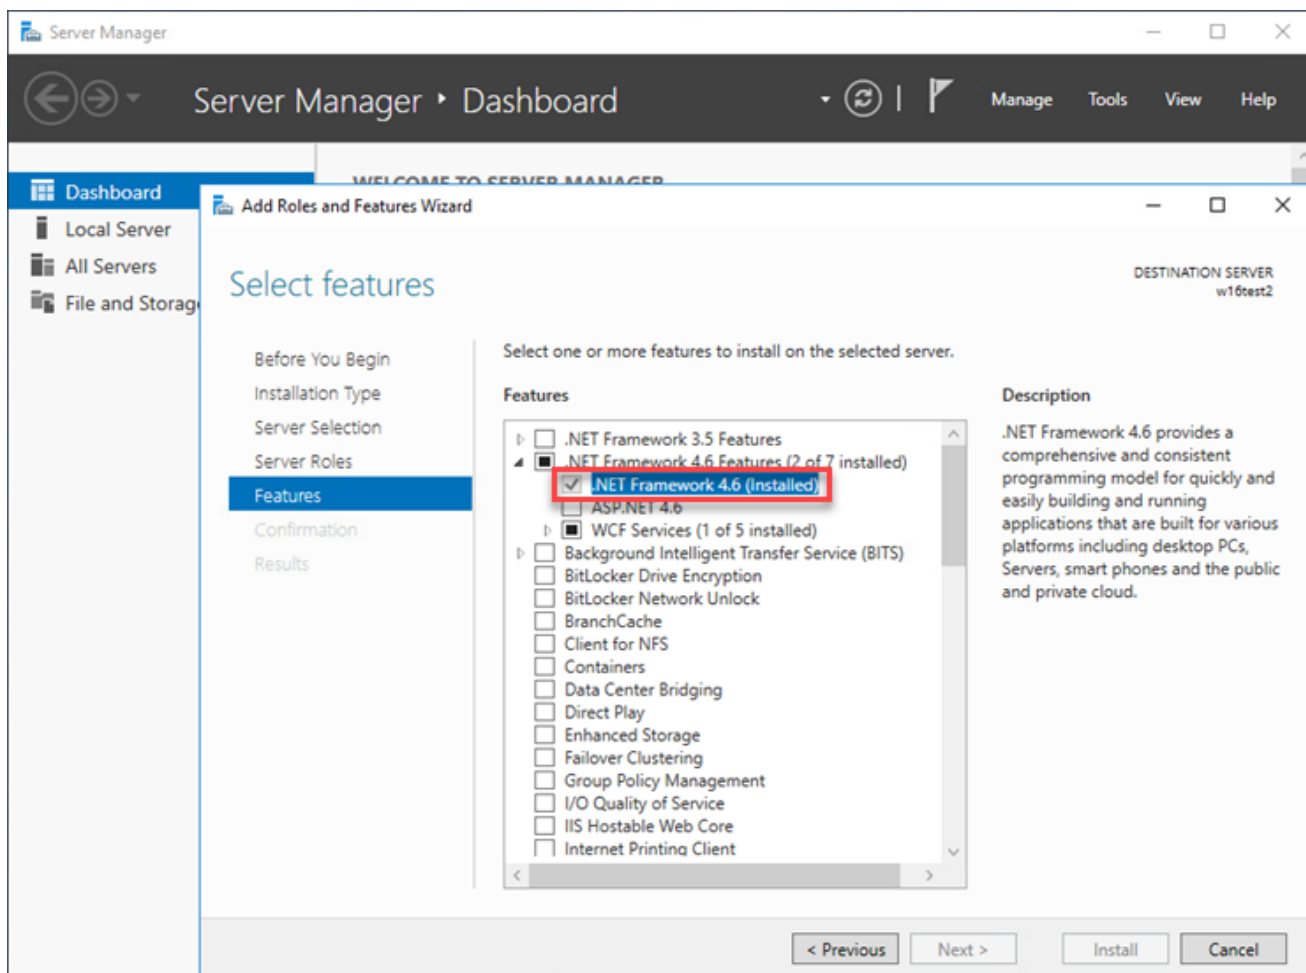 Server Manager
Server Manager ‣ Dashboard
Manage Tools View Help
WELCOME TO SERVER MANAGER
Dashboard
Local Server
All Servers
File and Storage
Add Roles and Features Wizard
Select features
DESTINATION SERVER
w16test2
Before You Begin
Installation Type
Server Selection
Server Roles
Features
Confirmation
Results
Select one or more features to install on the selected server.
Features
.NET Framework 3.5 Features
.NET Framework 4.6 Features (2 of 7 installed)
.NET Framework 4.6 (Installed)
ASP.NET 4.6
WCF Services (1 of 5 installed)
Background Intelligent Transfer Service (BITS)
BitLocker Drive Encryption
BitLocker Network Unlock
BranchCache
Client for NFS
Containers
Data Center Bridging
Direct Play
Enhanced Storage
Failover Clustering
Group Policy Management
I/O Quality of Service
IIS Hostable Web Core
Internet Printing Client
Description
.NET Framework 4.6 provides a
comprehensive and consistent
programming model for quickly and
easily building and running
applications that are built for various
platforms including desktop PCs,
Servers, smart phones and the public
and private cloud.
< Previous
Next >
Install
Cancel